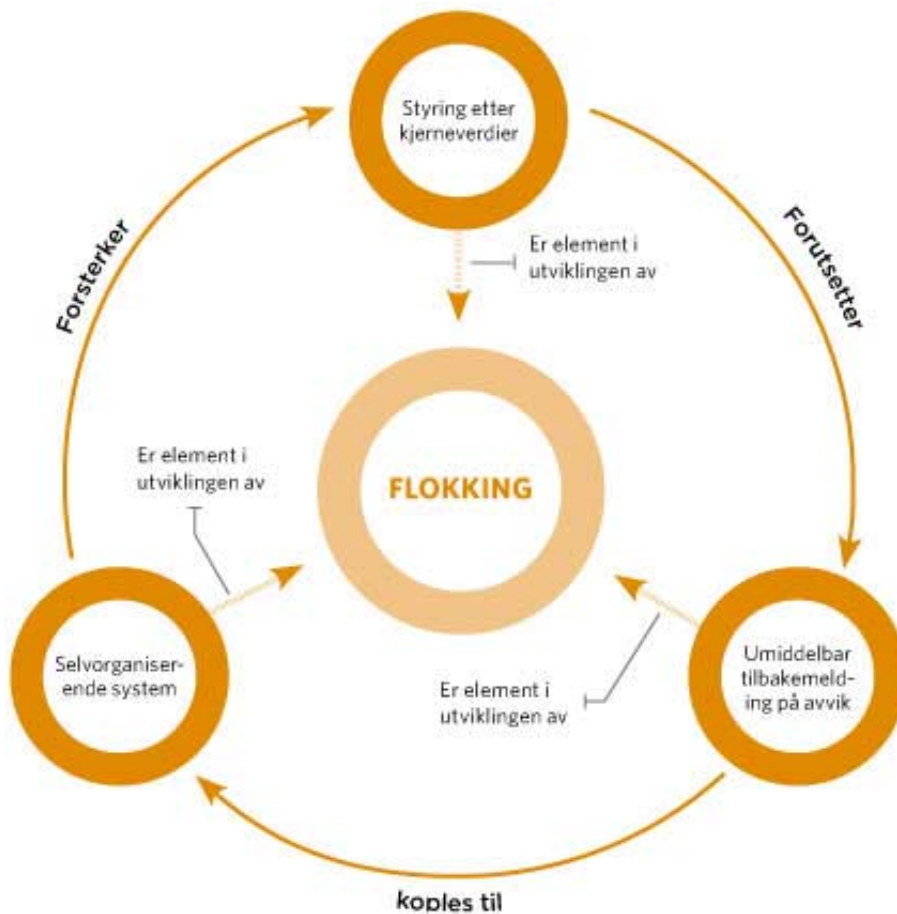 Styring etter
kjerneverdier
Forsterker
Forutsetter
Er element i
utviklingen av
Er element i
utviklingen av
FLOKKING
Selvorganiser-
ende system
Er element i
utviklingen av
Umiddelbar
tilbakemeld-
ing på avvik
koples til